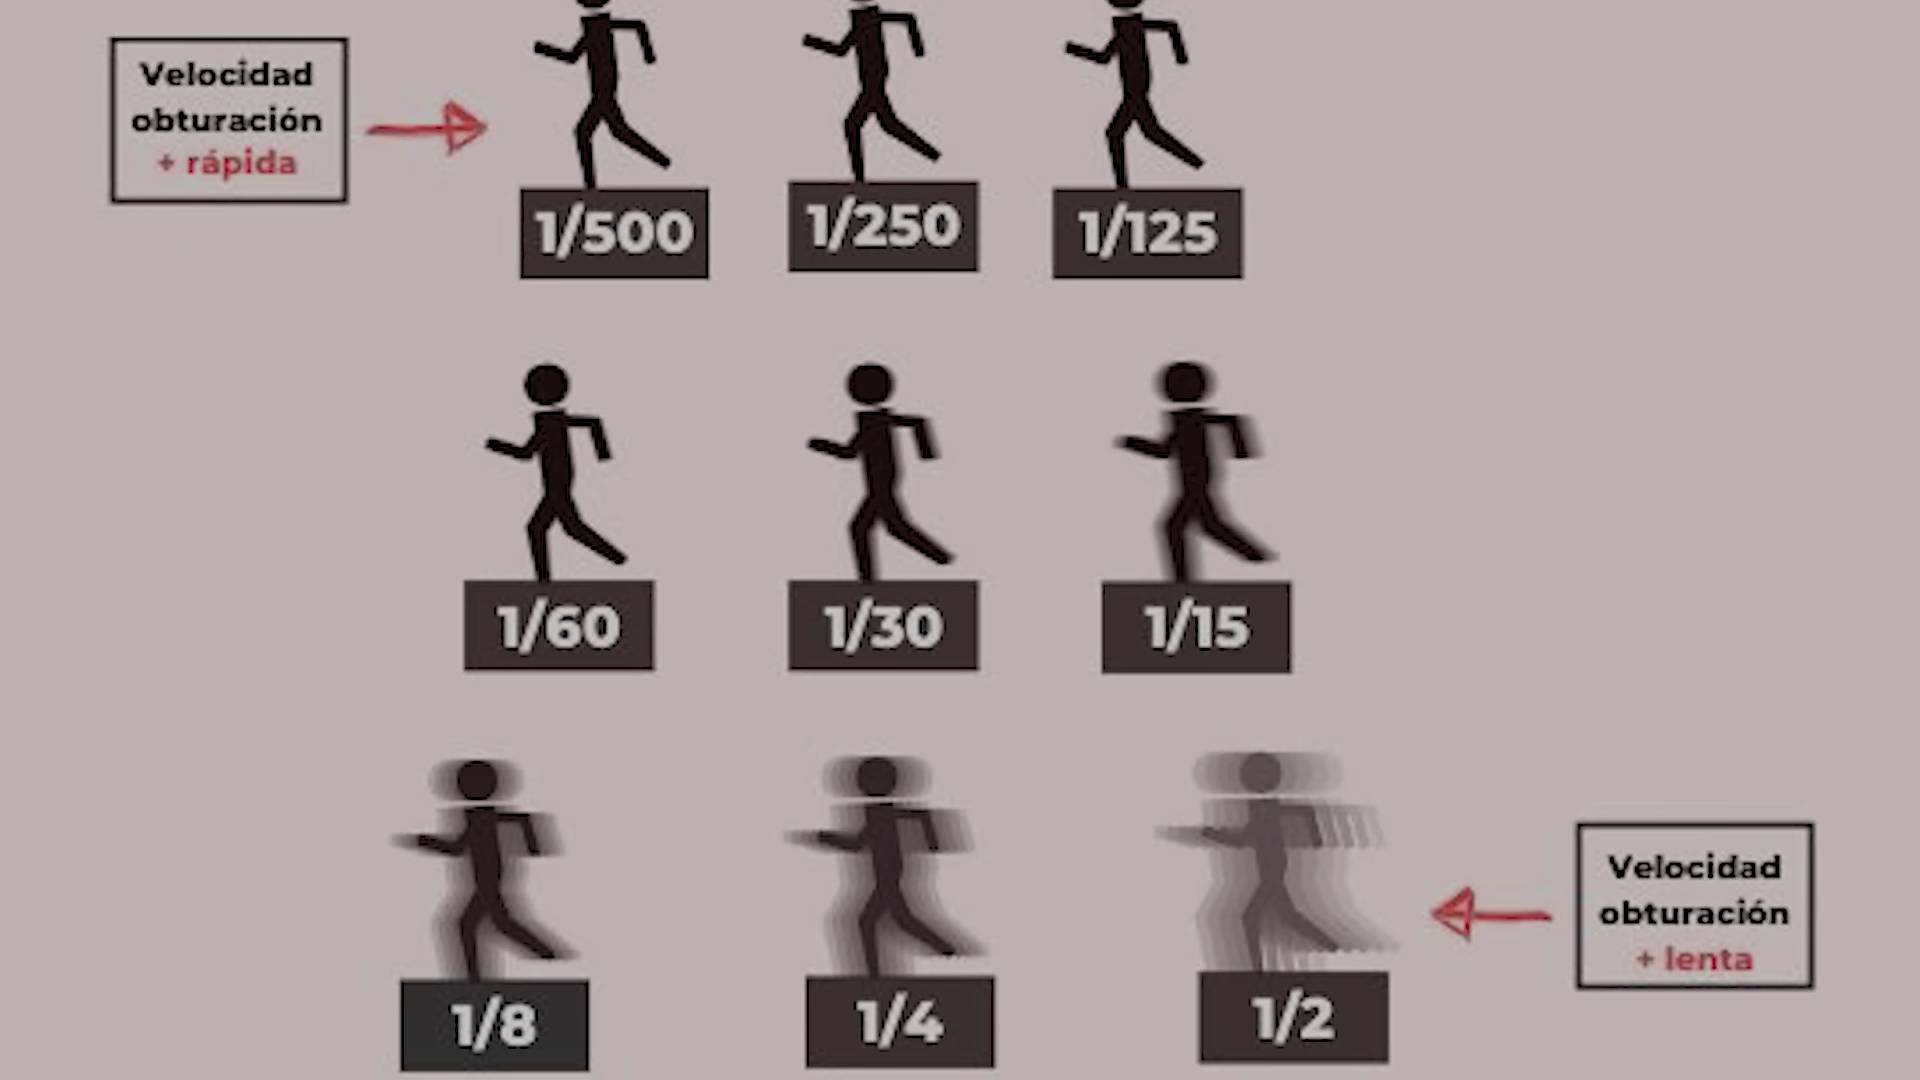 Velocidad
obturación
+ rápida
1/500
1/250
1/125
1/60
1/30
1/15
1/8
1/4
1/2
Velocidad
obturación
+ lenta